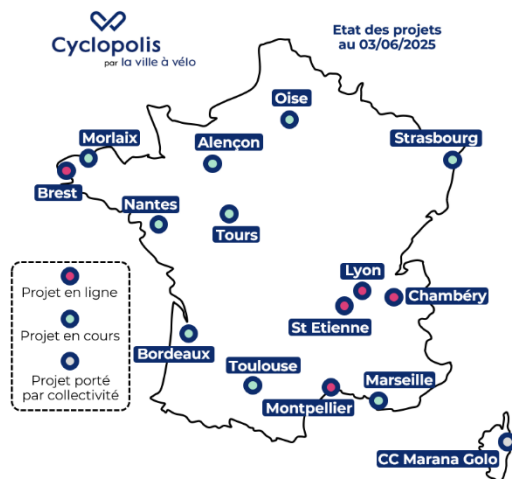 Cyclopolis
par la ville à vélo
Etat des projets
au 03/06/2025
Oise
Morlaix
Alençon
Strasbourg
Brest
Nantes
Tours
Lyon
Chambéry
St Etienne
Bordeaux
Toulouse
Marseille
Montpellier
CC Marana Golo
Projet en ligne
Projet en cours
Projet porté
par collectivité